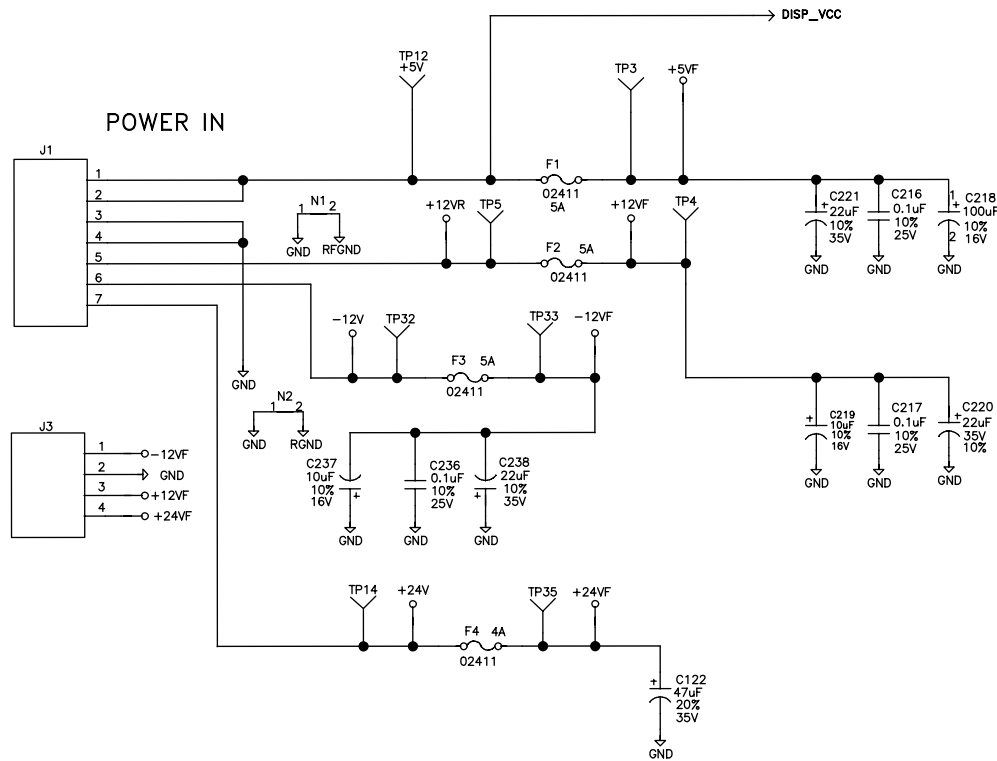 DISP_VCC
TP12
+5V
TP3
+5VF
POWER IN
J1
1
2
3
4
5
6
7
F1
02411
5A
N1
1 2
GND
RFGND
+12VR
TP5
+12VF
TP4
F2 5A
02411
C221
+
22uF
10%
35V
GND
C216
0.1uF
10%
25V
GND
C218
1
+
100uF
10%
2
16V
GND
-12V
TP32
TP33
-12VF
F3 5A
02411
GND
N2
1 2
GND
RGND
C219
+
10uF
10%
16V
GND
C217
0.1uF
10%
25V
GND
C220
+
22uF
35V
10%
GND
J3
1
-12VF
2
GND
3
+12VF
4
+24VF
C237
10uF
10%
16V
+
GND
C236
0.1uF
10%
25V
GND
C238
22uF
10%
35V
+
GND
TP14
+24V
TP35
+24VF
F4 4A
02411
C122
+
47uF
20%
35V
GND